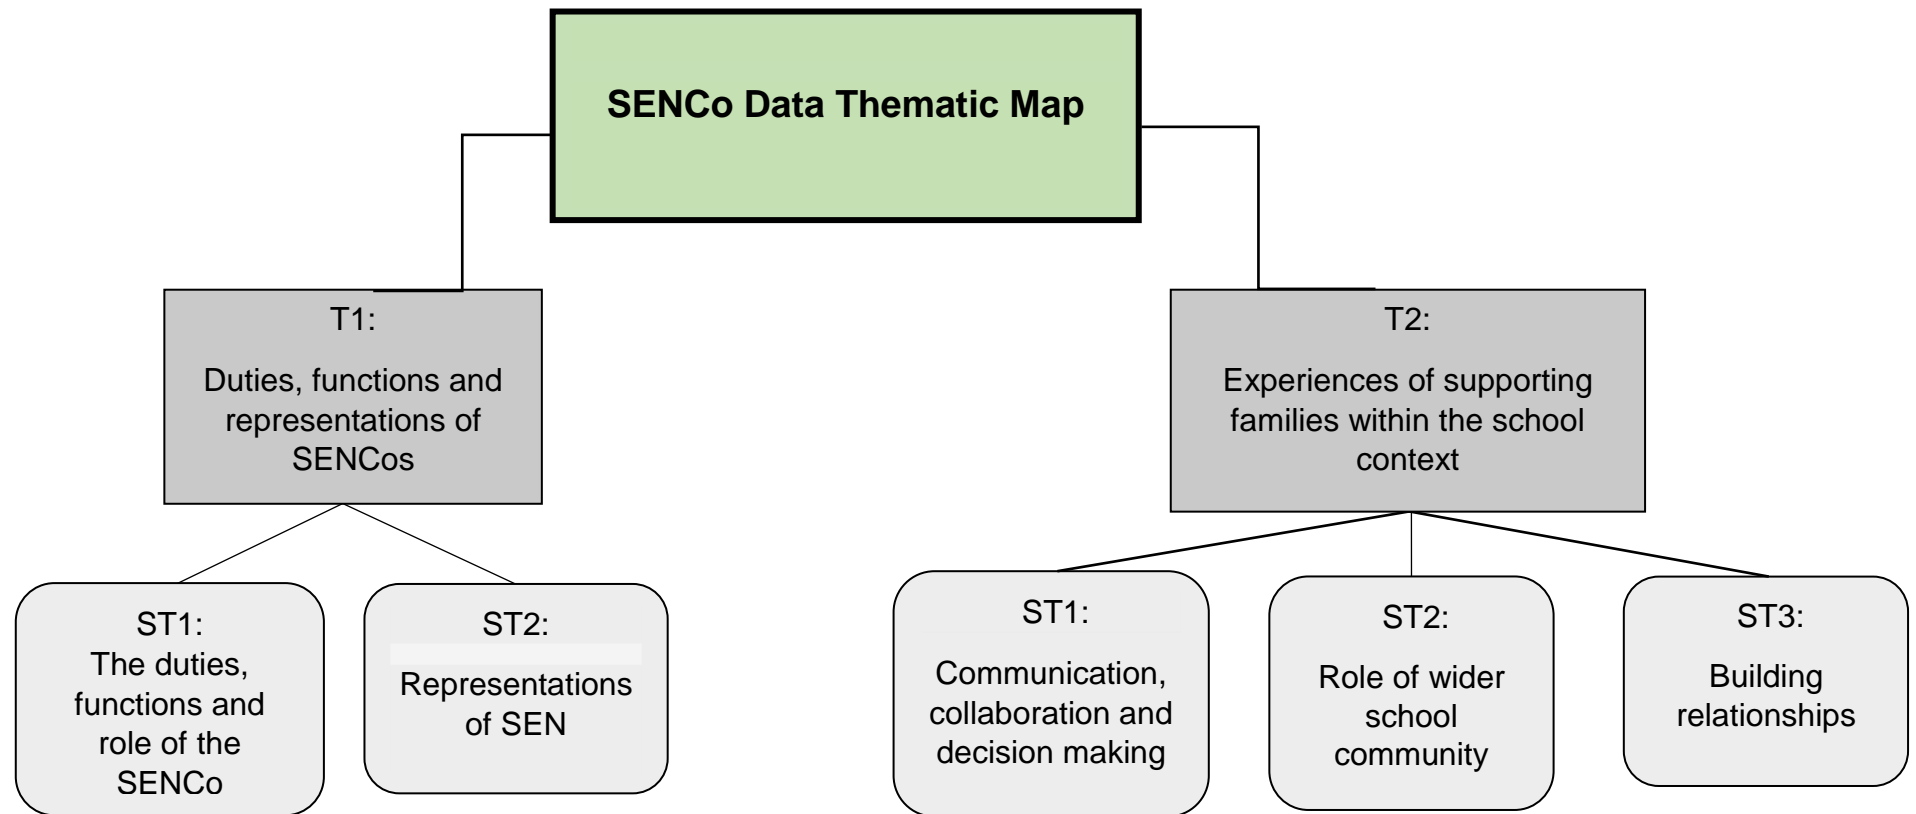 SENCo Data Thematic Map
T1:
Duties, functions and
representations of
SENCos
T2:
Experiences of supporting
families within the school
context
ST1:
The duties,
functions and
role of the
SENCo
ST2:
Representations
of SEN
ST1:
Communication,
collaboration and
decision making
ST2:
Role of wider
school
community
ST3:
Building
relationships